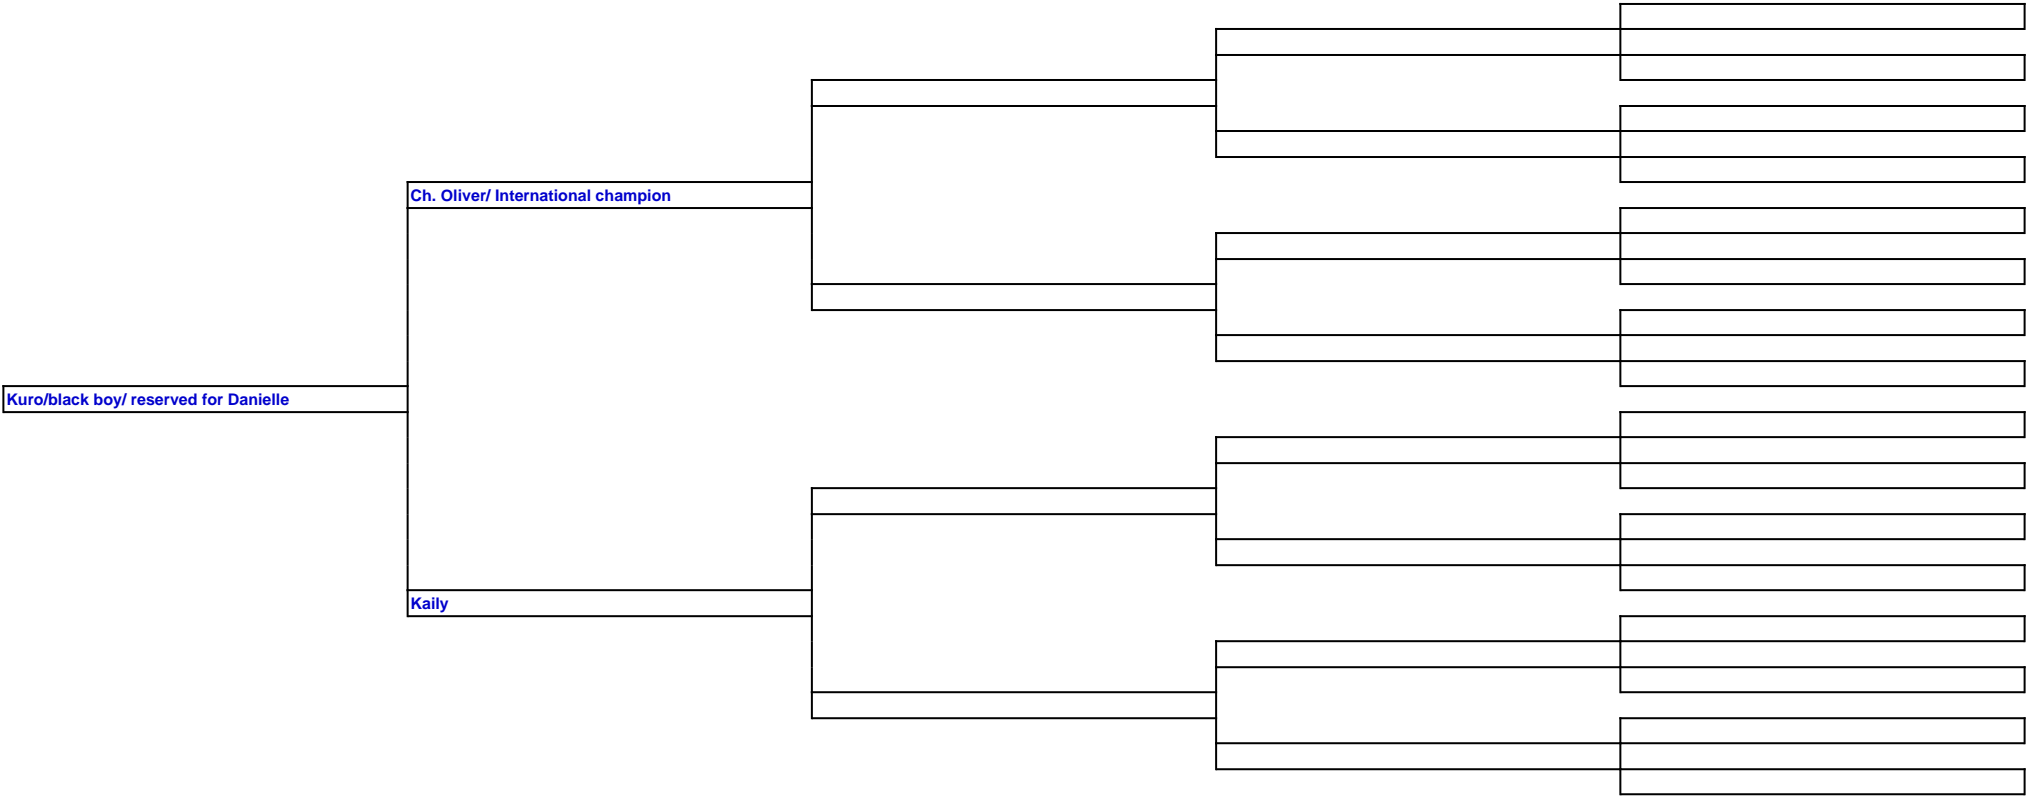 Ch. Oliver/ International champion
Kuro/black boy/ reserved for Danielle
Kaily